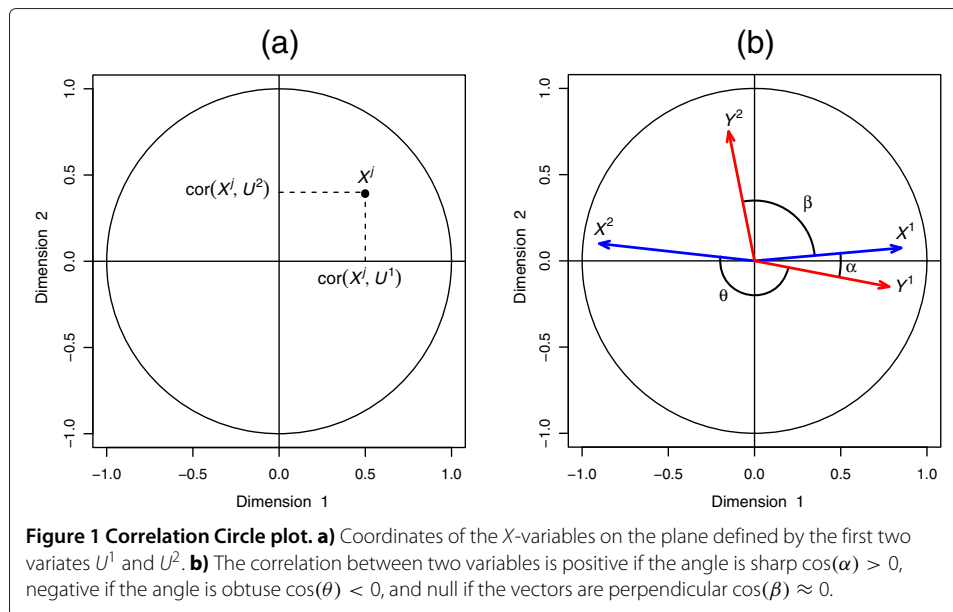 (a)
1.0
0.5
0.0
−0.5
−1.0
Dimension 2
cor(X^j, U^2)
X^j
cor(X^j, U^1)
−1.0 −0.5 0.0 0.5 1.0
Dimension 1
(b)
1.0
0.5
0.0
−0.5
−1.0
Dimension 2
Y^2
β
X^2
X^1
α
Y^1
θ
−1.0 −0.5 0.0 0.5 1.0
Dimension 1
Figure 1 Correlation Circle plot. a) Coordinates of the X-variables on the plane defined by the first two
variates U^1 and U^2. b) The correlation between two variables is positive if the angle is sharp cos(α) > 0,
negative if the angle is obtuse cos(θ) < 0, and null if the vectors are perpendicular cos(β) ≈ 0.